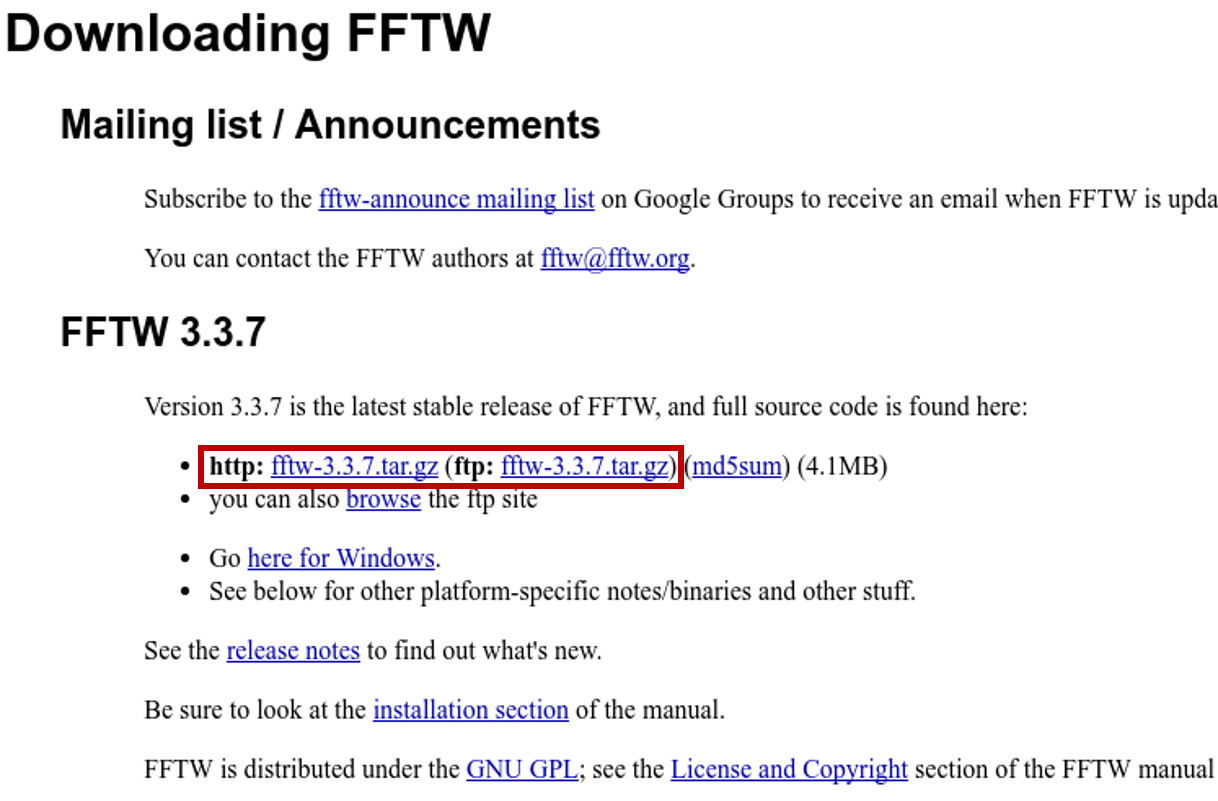 Downloading FFTW
Mailing list / Announcements
Subscribe to the fftw-announce mailing list on Google Groups to receive an email when FFTW is upda
You can contact the FFTW authors at fftw@fftw.org.
FFTW 3.3.7
Version 3.3.7 is the latest stable release of FFTW, and full source code is found here:
• http: fftw-3.3.7.tar.gz (ftp: fftw-3.3.7.tar.gz) (md5sum) (4.1MB)
• you can also browse the ftp site
• Go here for Windows.
• See below for other platform-specific notes/binaries and other stuff.
See the release notes to find out what's new.
Be sure to look at the installation section of the manual.
FFTW is distributed under the GNU GPL; see the License and Copyright section of the FFTW manual